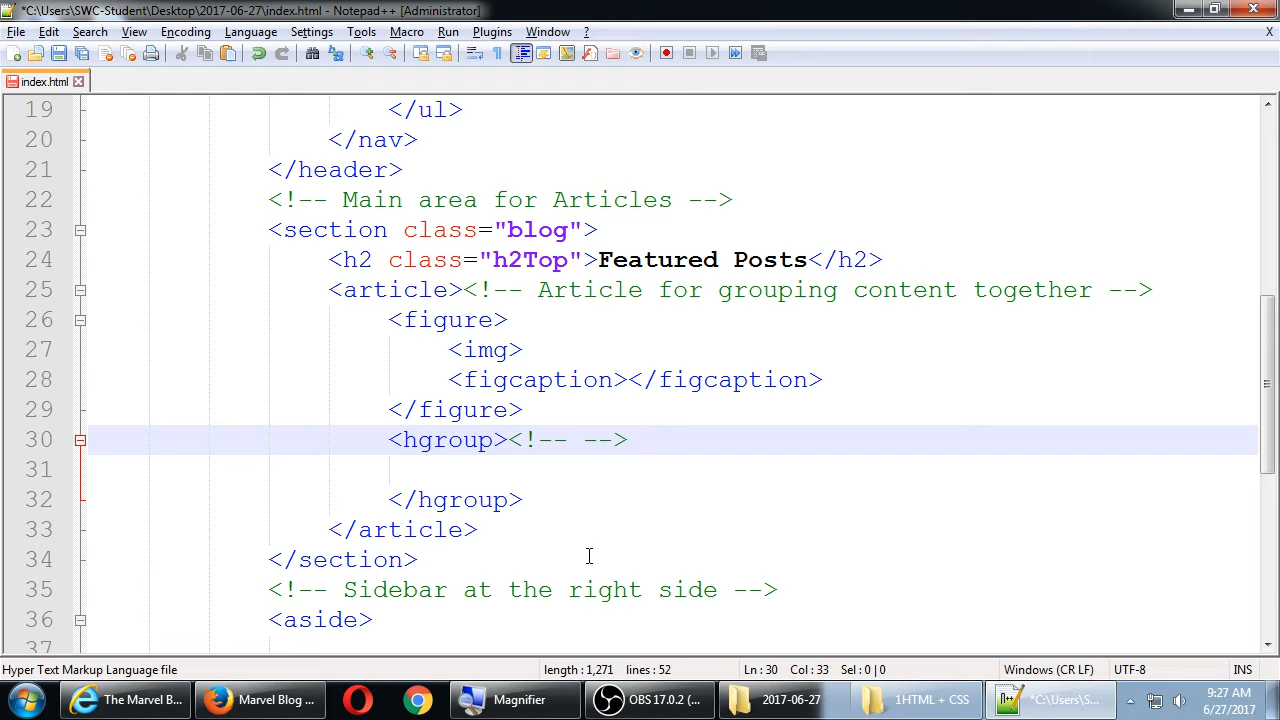 *C:\Users\SWC-Student\Desktop\2017-06-27\index.html - Notepad++ [Administrator]
File Edit Search View Encoding Language Settings Tools Macro Run Plugins Window ? X
index.html
19 </ul>
20 </nav>
21 </header>
22 <!-- Main area for Articles -->
23 <section class="blog">
24 <h2 class="h2Top">Featured Posts</h2>
25 <article><!-- Article for grouping content together -->
26 <figure>
27 <img>
28 <figcaption></figcaption>
29 </figure>
30 <hgroup><!-- -->
31
32 </hgroup>
33 </article>
34 </section>
35 <!-- Sidebar at the right side -->
36 <aside>
37
Hyper Text Markup Language file length : 1,271 lines : 52 Ln : 30 Col : 33 Sel : 0 | 0 Windows (CR LF) UTF-8 INS
The Marvel B... Marvel Blog ... Magnifier OBS 17.0.2 (... 2017-06-27 1HTML + CSS *C:\Users\S... 9:27 AM
6/27/2017